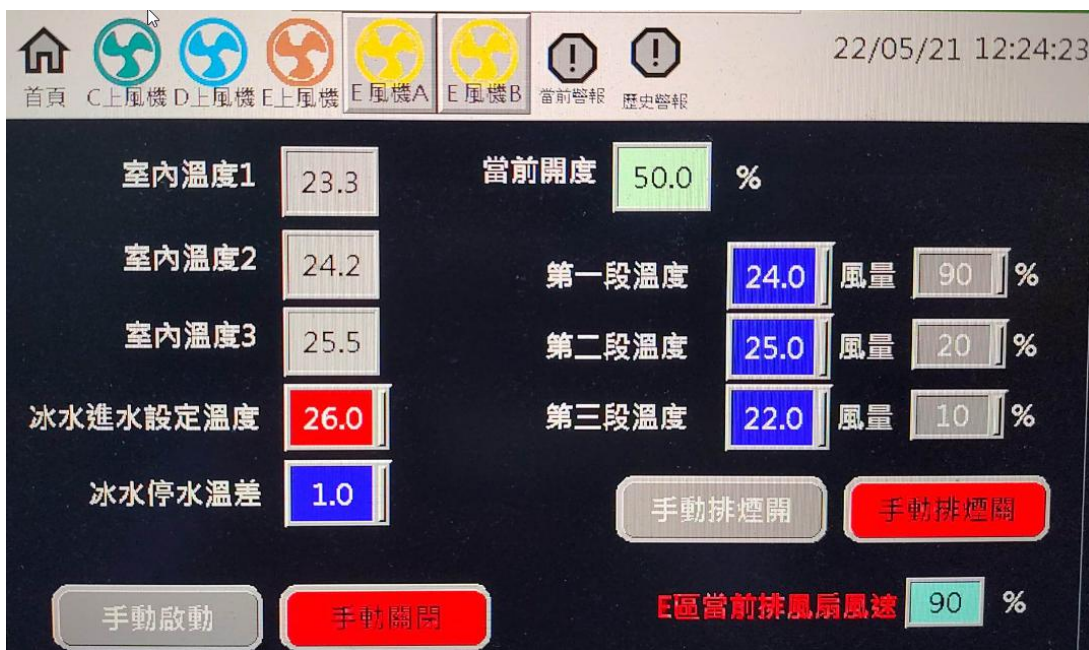 22/05/21 12:24:23
首頁 C上風機 D上風機 E上風機 E風機A E風機B 當前警報 歷史警報
室內溫度1 23.3 當前開度 50.0 %
室內溫度2 24.2 第一段溫度 24.0 風量 90 %
室內溫度3 25.5 第二段溫度 25.0 風量 20 %
冰水進水設定溫度 26.0 第三段溫度 22.0 風量 10 %
冰水停水溫差 1.0 手動排煙開 手動排煙關
手動啟動 手動關閉 E區當前排風扇風速 90 %